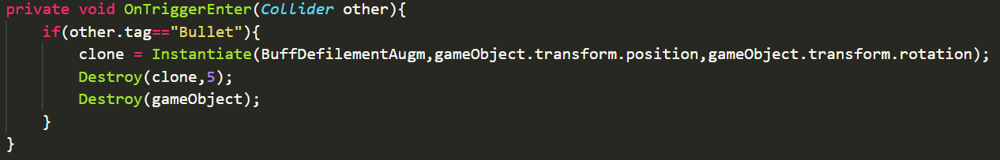 private void OnTriggerEnter(Collider other){
    if(other.tag=="Bullet"){
        clone = Instantiate(BuffDefilementAugm,gameObject.transform.position,gameObject.transform.rotation);
        Destroy(clone,5);
        Destroy(gameObject);
    }
}